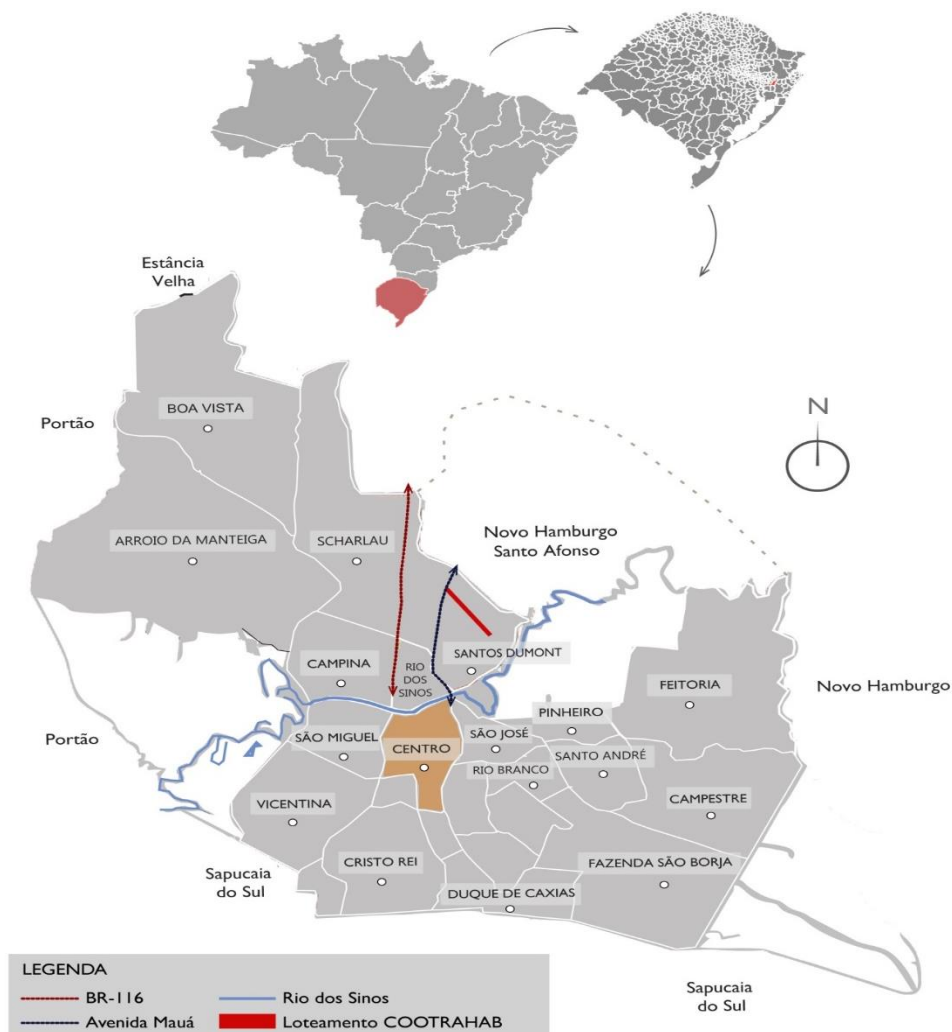 Estância
Velha
BOA VISTA
Portão
N
ARROIO DA MANTEIGA
SCHARLAU
Novo Hamburgo
Santo Afonso
CAMPINA
RIO
DOS
SINOS
SANTOS DUMONT
FEITORIA
Novo Hamburgo
PINHEIRO
Portão
SÃO MIGUEL
CENTRO
SÃO JOSÉ
SANTO ANDRÉ
RIO BRANCO
VICENTINA
CAMPESTRE
CRISTO REI
FAZENDA SÃO BORJA
Sapucaia
do Sul
DUQUE DE CAXIAS
LEGENDA
BR-116
Rio dos Sinos
Avenida Mauá
Loteamento COOTRAHAB
Sapucaia
do Sul